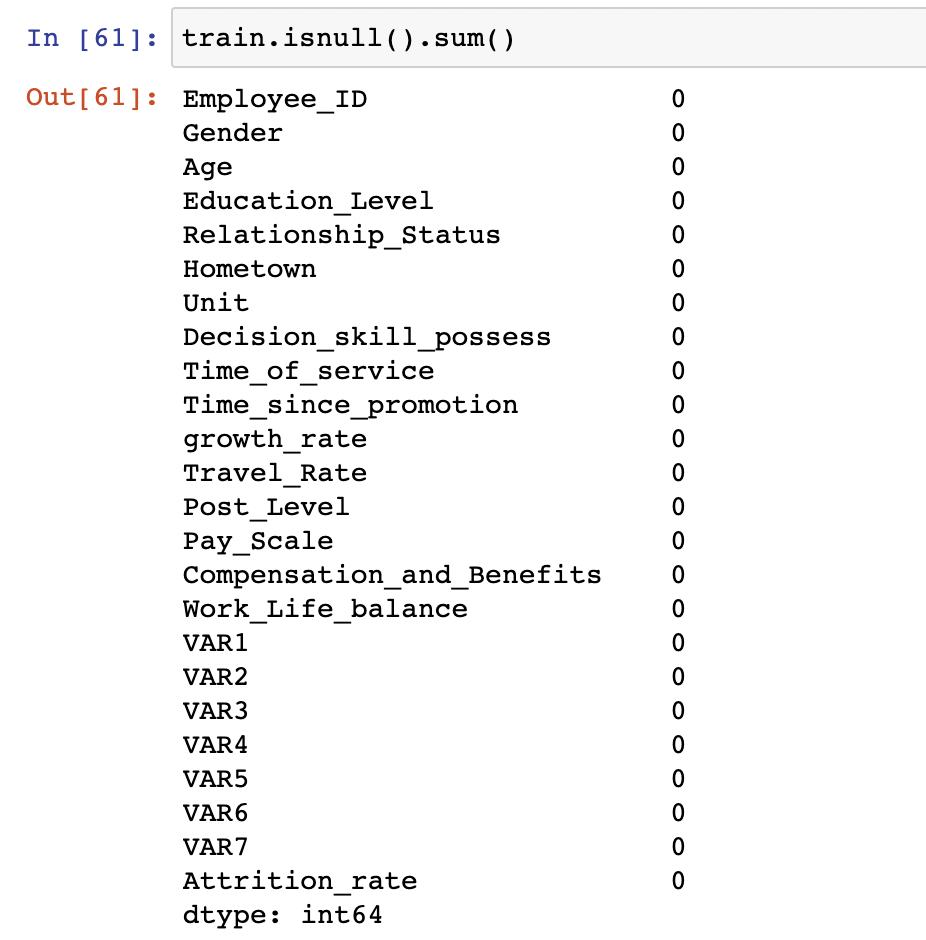 In [61]: train.isnull().sum()
Out[61]: Employee_ID 0
Gender 0
Age 0
Education_Level 0
Relationship_Status 0
Hometown 0
Unit 0
Decision_skill_possess 0
Time_of_service 0
Time_since_promotion 0
growth_rate 0
Travel_Rate 0
Post_Level 0
Pay_Scale 0
Compensation_and_Benefits 0
Work_Life_balance 0
VAR1 0
VAR2 0
VAR3 0
VAR4 0
VAR5 0
VAR6 0
VAR7 0
Attrition_rate 0
dtype: int64